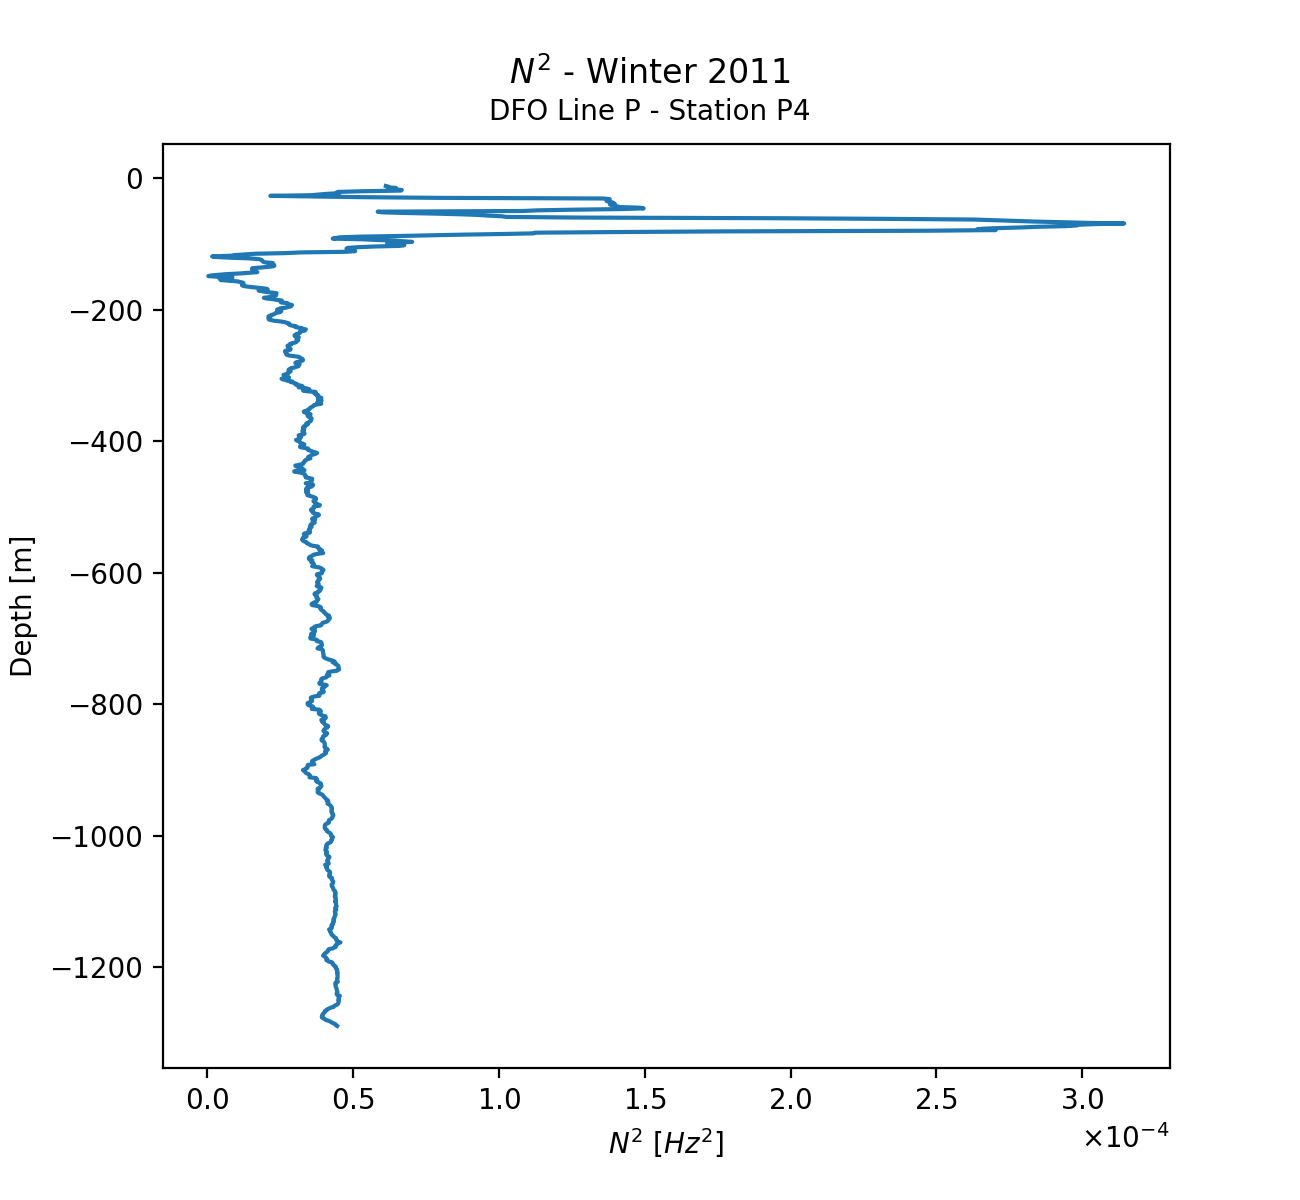 N² - Winter 2011
DFO Line P - Station P4
Depth [m]
0
−200
−400
−600
−800
−1000
−1200
0.0 0.5 1.0 1.5 2.0 2.5 3.0
×10⁻⁴
N² [Hz²]